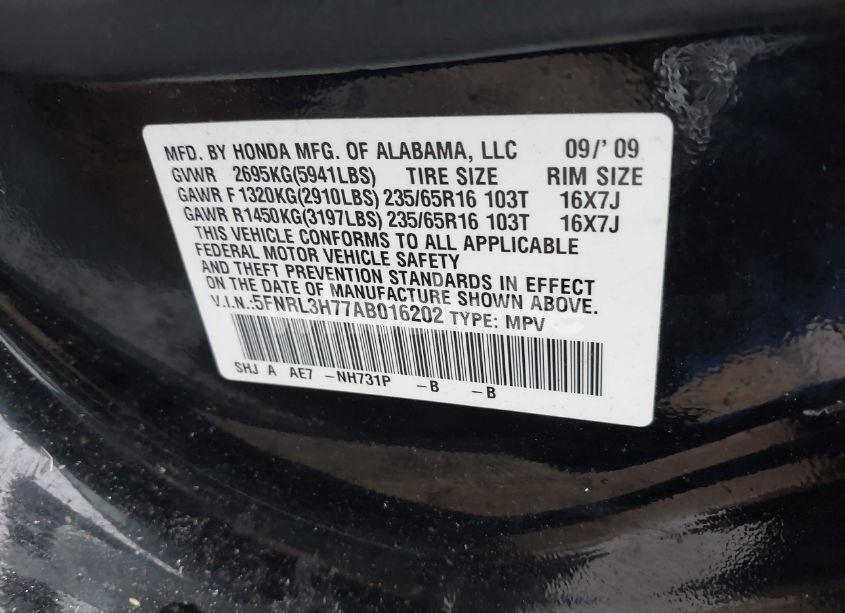 MFD. BY HONDA MFG. OF ALABAMA, LLC 09/' 09
GVWR 2695KG(5941LBS) TIRE SIZE RIM SIZE
GAWR F1320KG(2910LBS) 235/65R16 103T 16X7J
GAWR R1450KG(3197LBS) 235/65R16 103T 16X7J
THIS VEHICLE CONFORMS TO ALL APPLICABLE
FEDERAL MOTOR VEHICLE SAFETY
AND THEFT PREVENTION STANDARDS IN EFFECT
ON THE DATE OF MANUFACTURE SHOWN ABOVE.
V.I.N.:5FNRL3H77AB016202 TYPE: MPV
SHJ A AE7 -NH731P -B -B